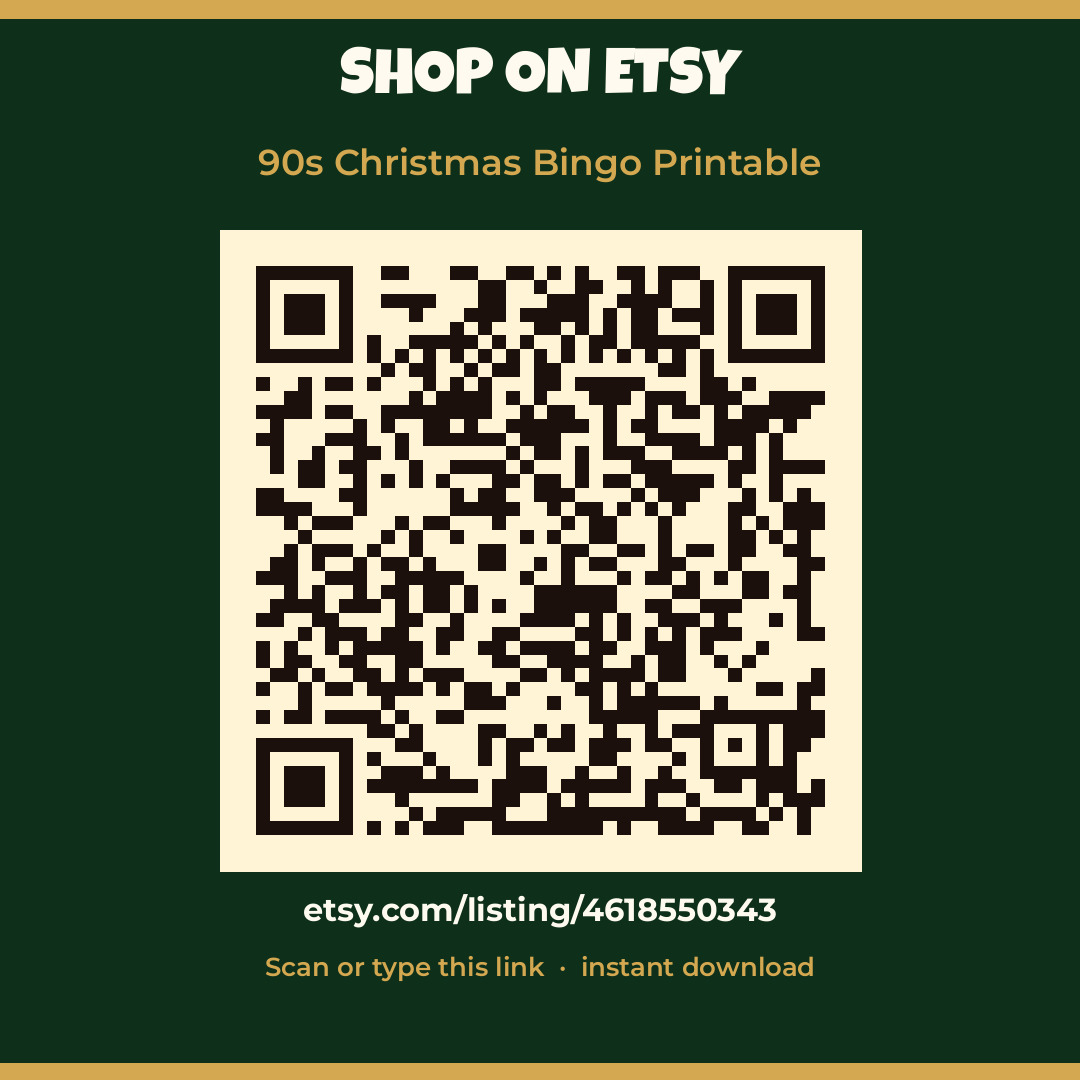 SHOP ON ETSY
90s Christmas Bingo Printable
etsy.com/listing/4618550343
Scan or type this link · instant download